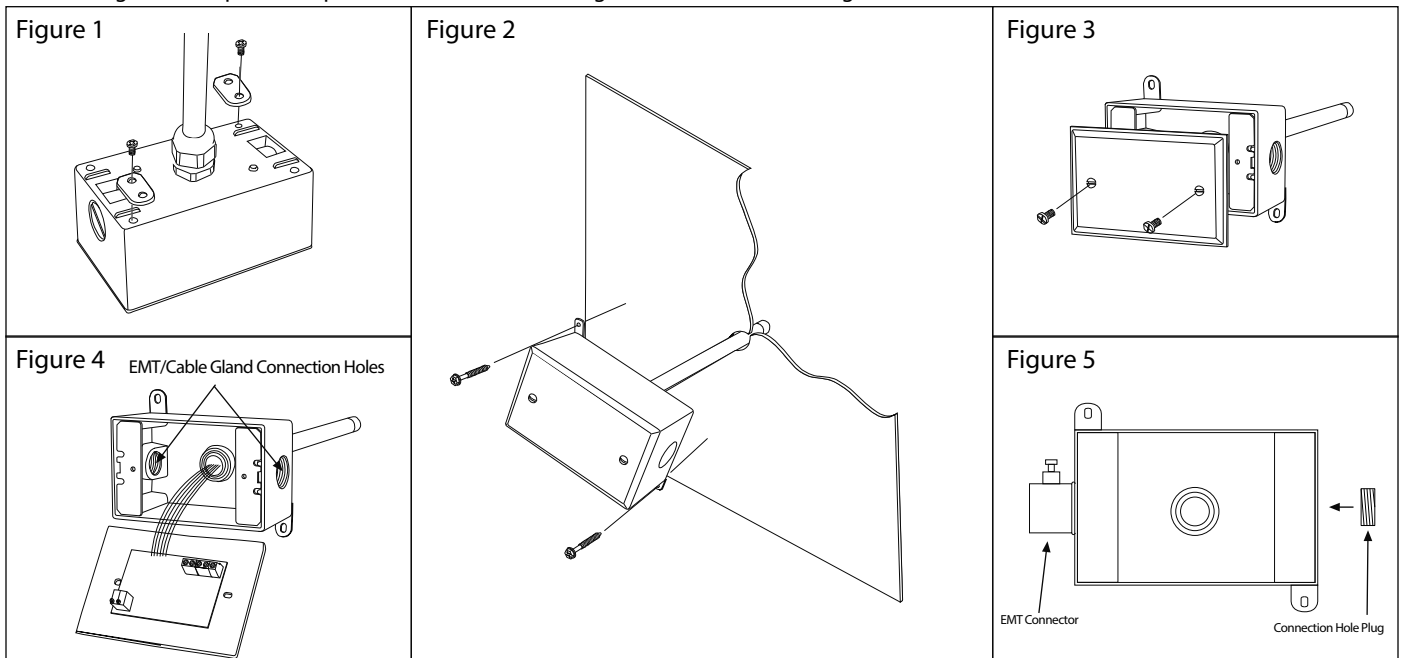 Figure 1
Figure 2
Figure 3
Figure 4
EMT/Cable Gland Connection Holes
Figure 5
EMT Connector
Connection Hole Plug